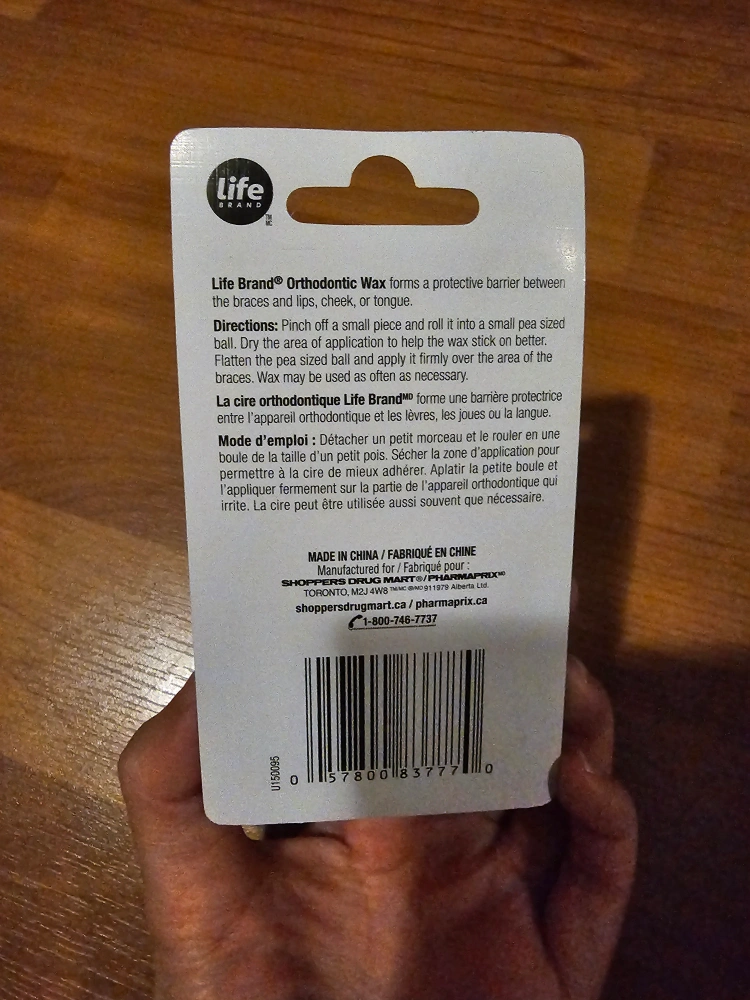 life
BRAND
TM
MC
Life Brand® Orthodontic Wax forms a protective barrier between
the braces and lips, cheek, or tongue.
Directions: Pinch off a small piece and roll it into a small pea sized
ball. Dry the area of application to help the wax stick on better.
Flatten the pea sized ball and apply it firmly over the area of the
braces. Wax may be used as often as necessary.
La cire orthodontique Life Brandᴹᴰ forme une barrière protectrice
entre l'appareil orthodontique et les lèvres, les joues ou la langue.
Mode d'emploi : Détacher un petit morceau et le rouler en une
boule de la taille d'un petit pois. Sécher la zone d'application pour
permettre à la cire de mieux adhérer. Aplatir la petite boule et
l'appliquer fermement sur la partie de l'appareil orthodontique qui
irrite. La cire peut être utilisée aussi souvent que nécessaire.
MADE IN CHINA / FABRIQUÉ EN CHINE
Manufactured for / Fabriqué pour :
SHOPPERS DRUG MART®/PHARMAPRIXᴹᴰ
TORONTO, M2J 4W8 TM/MC ®/MD 911979 Alberta Ltd.
shoppersdrugmart.ca / pharmaprix.ca
1-800-746-7737
U150095
0 57800 83777 0